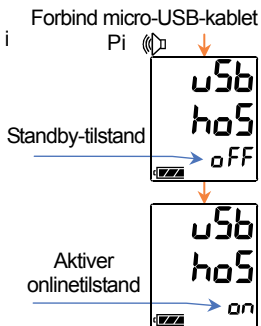 Forbind micro-USB-kablet
i
Pi
uSb
hoS
Standby-tilstand
oFF
uSb
hoS
Aktiver
onlinetilstand
on